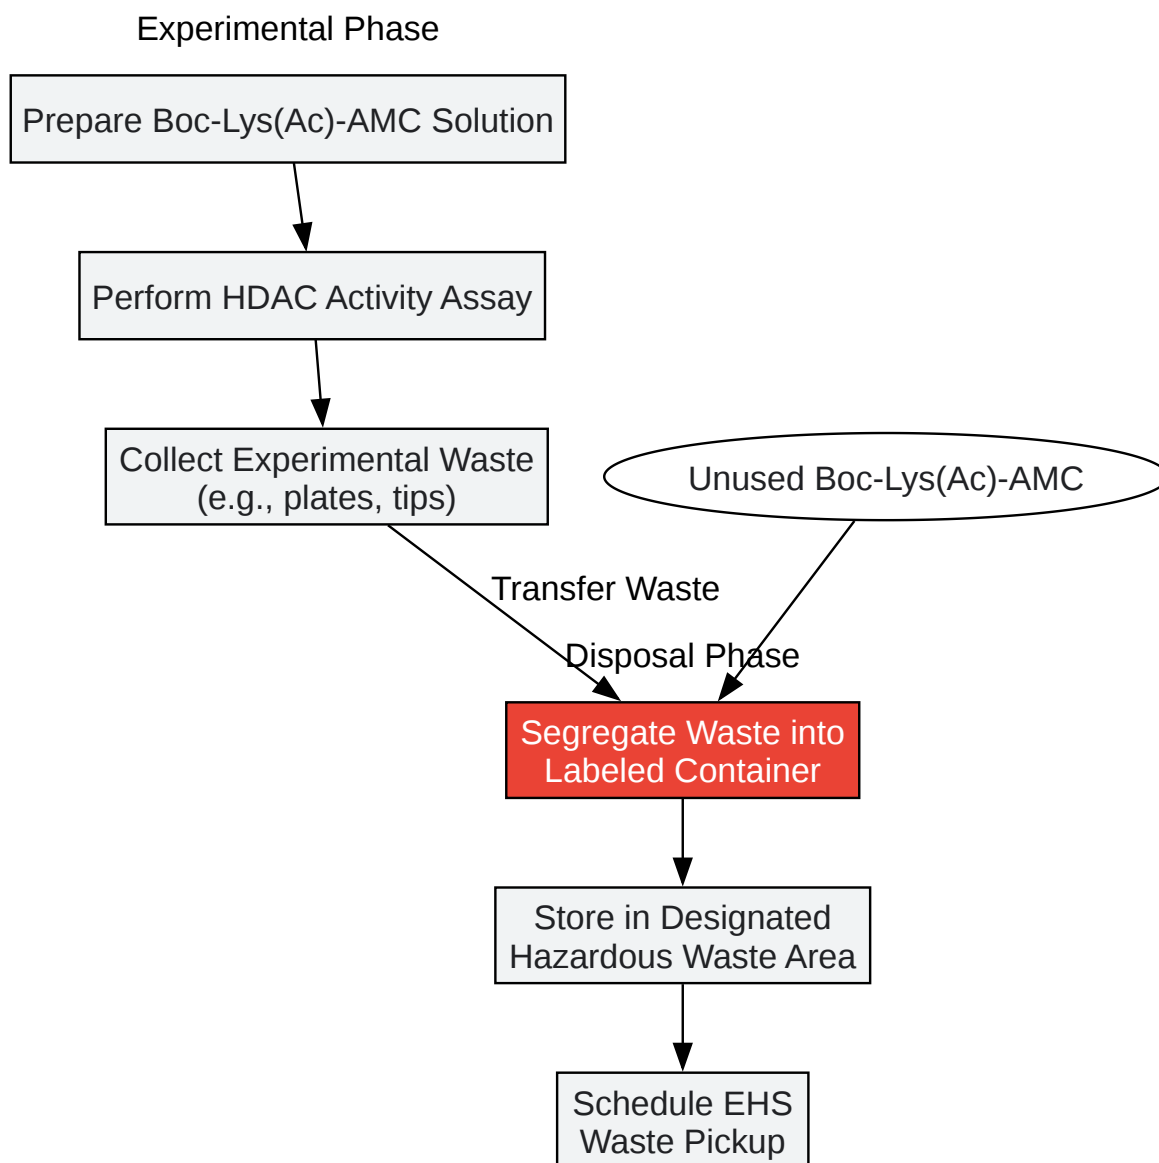 Experimental Phase
Prepare Boc-Lys(Ac)-AMC Solution
Perform HDAC Activity Assay
Collect Experimental Waste
(e.g., plates, tips)
Unused Boc-Lys(Ac)-AMC
Transfer Waste
Disposal Phase
Segregate Waste into
Labeled Container
Store in Designated
Hazardous Waste Area
Schedule EHS
Waste Pickup